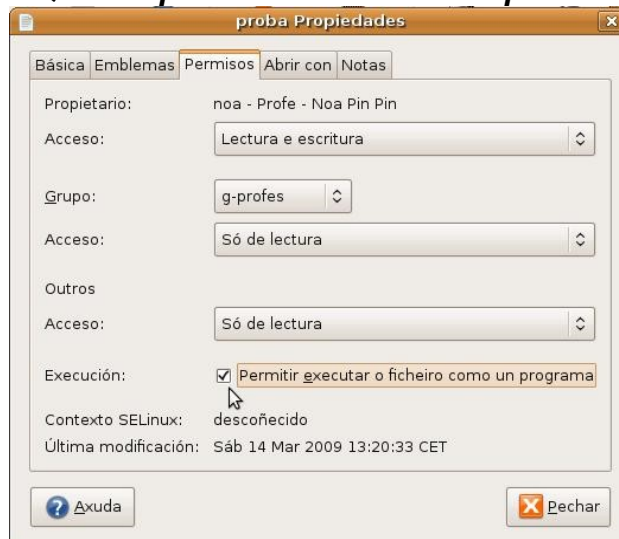 proba Propiedades
Básica Emblemas Permisos Abrir con Notas
Propietario: noa - Profe - Noa Pin Pin
Acceso: Lectura e escritura
Grupo: g-profes
Acceso: Só de lectura
Outros
Acceso: Só de lectura
Execución: Permitir executar o ficheiro como un programa
Contexto SELinux: descoñecido
Última modificación: Sáb 14 Mar 2009 13:20:33 CET
Axuda Pechar